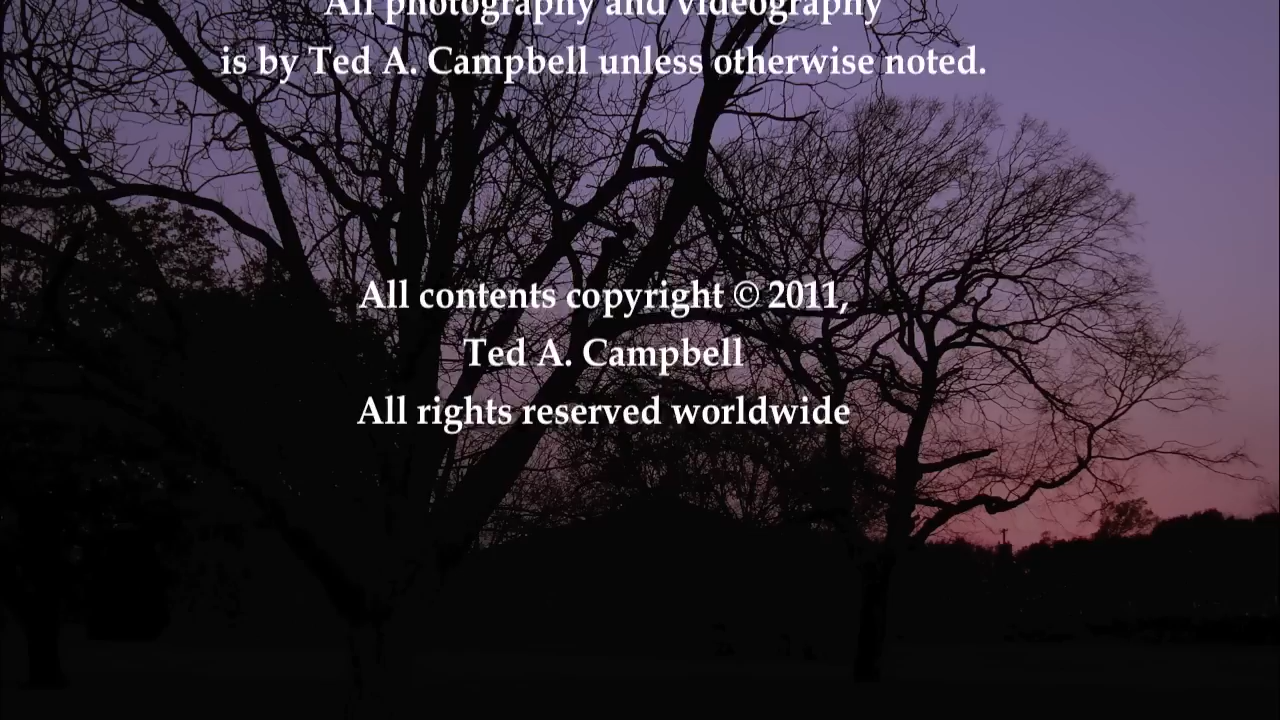 All photography and videography
is by Ted A. Campbell unless otherwise noted.
All contents copyright © 2011,
Ted A. Campbell
All rights reserved worldwide